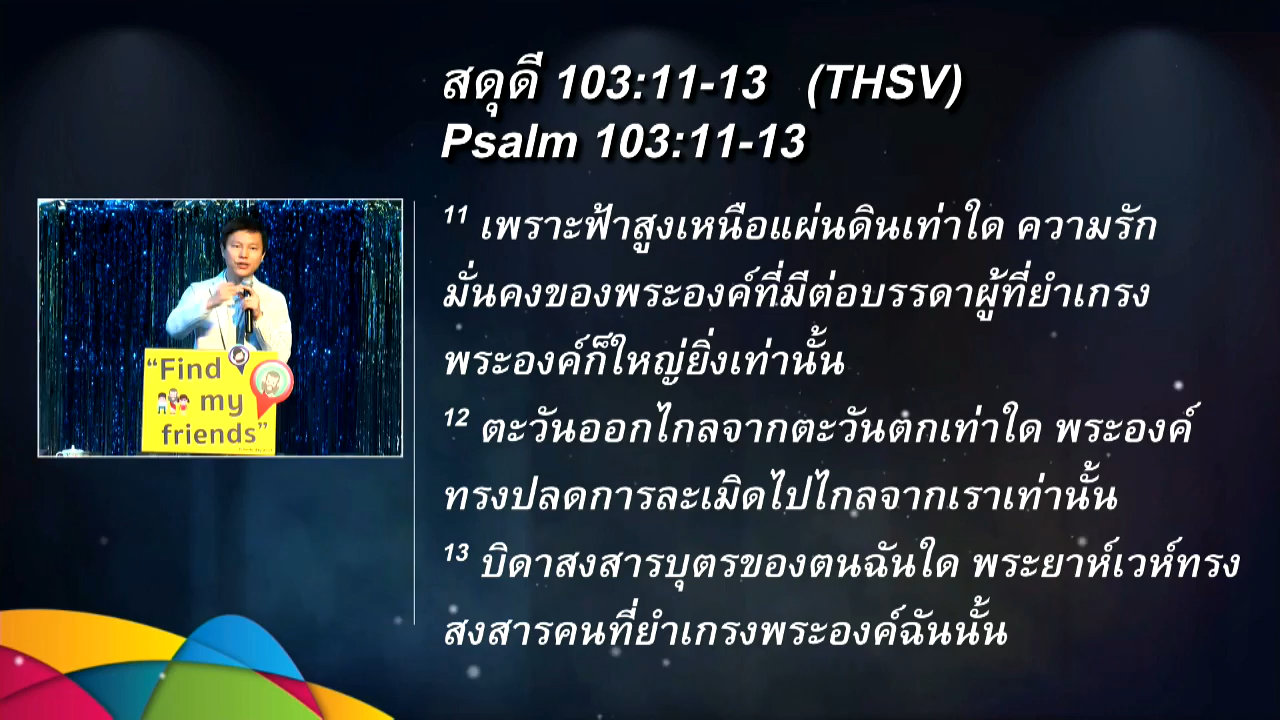 สดุดี 103:11-13 (THSV)
Psalm 103:11-13
11 เพราะฟ้าสูงเหนือแผ่นดินเท่าใด ความรัก
มั่นคงของพระองค์ที่มีต่อบรรดาผู้ที่ยำเกรง
พระองค์ก็ใหญ่ยิ่งเท่านั้น
12 ตะวันออกไกลจากตะวันตกเท่าใด พระองค์
ทรงปลดการละเมิดไปไกลจากเราเท่านั้น
13 บิดาสงสารบุตรของตนฉันใด พระยาห์เวห์ทรง
สงสารคนที่ยำเกรงพระองค์ฉันนั้น
"Find
my
friends"